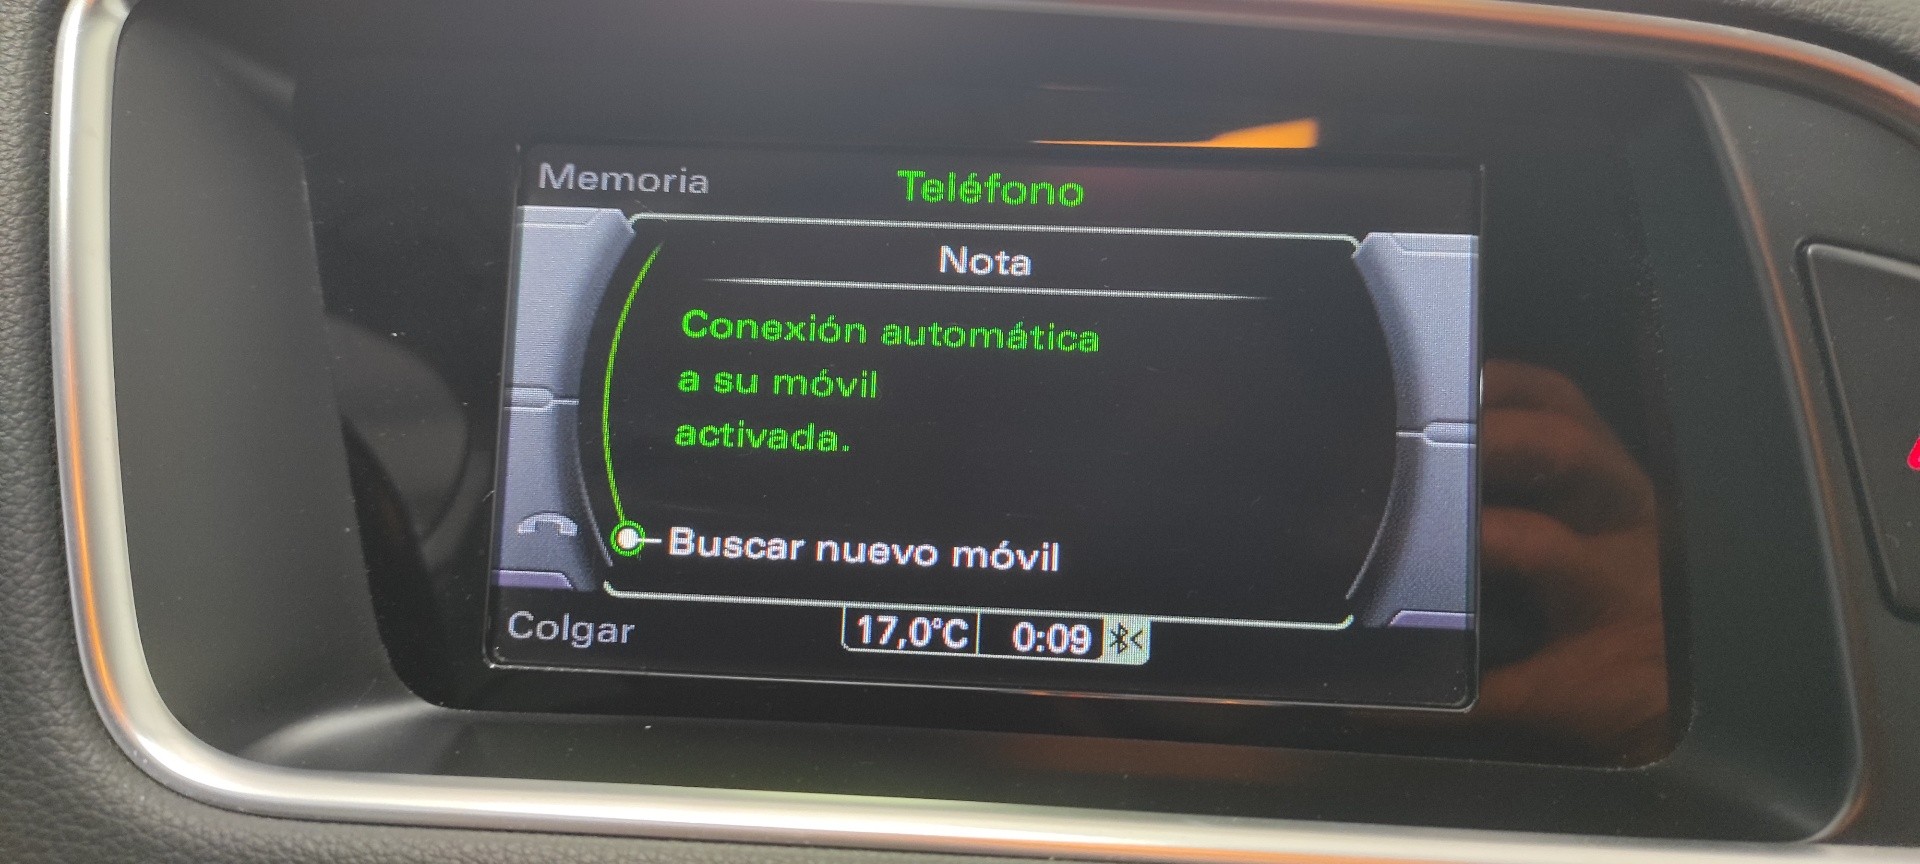 Memoria
Teléfono
Nota
Conexión automática
a su móvil
activada.
Buscar nuevo móvil
Colgar
17,0°C
0:09